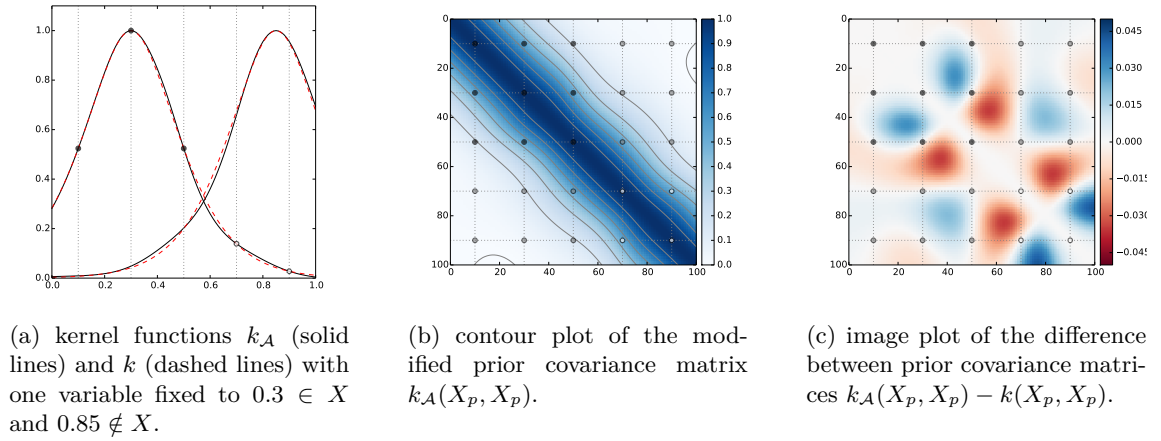 1.0
0.8
0.6
0.4
0.2
0.0
0.0 0.2 0.4 0.6 0.8 1.0
0
20
40
60
80
100
0 20 40 60 80 100
1.0
0.9
0.8
0.7
0.6
0.5
0.4
0.3
0.2
0.1
0.0
0
20
40
60
80
100
0 20 40 60 80 100
0.045
0.030
0.015
0.000
−0.015
−0.030
−0.045
(a) kernel functions k_𝒜 (solid
lines) and k (dashed lines) with
one variable fixed to 0.3 ∈ X
and 0.85 ∉ X.
(b) contour plot of the mod-
ified prior covariance matrix
k_𝒜(X_p, X_p).
(c) image plot of the difference
between prior covariance matri-
ces k_𝒜(X_p, X_p) − k(X_p, X_p).